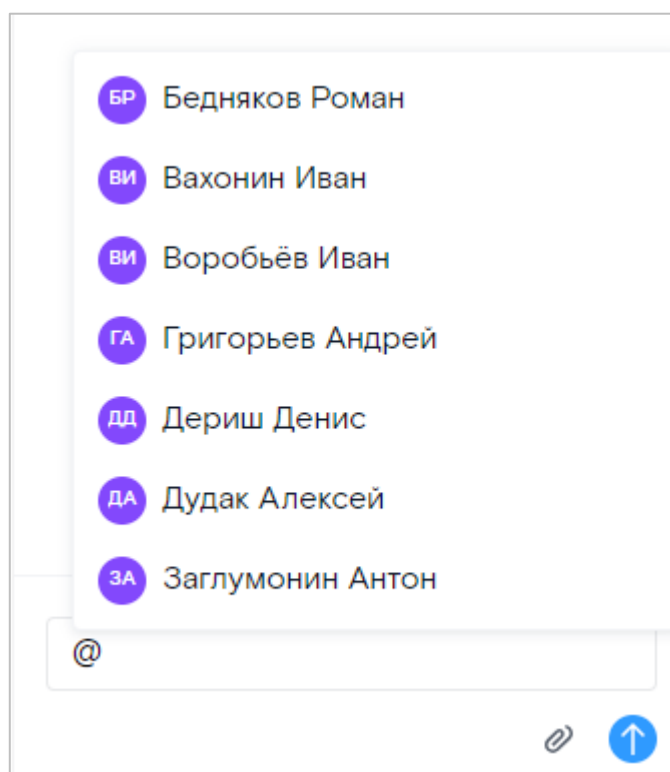 БР Бедняков Роман
ВИ Вахонин Иван
ВИ Воробьёв Иван
ГА Григорьев Андрей
ДД Дериш Денис
ДА Дудак Алексей
ЗА Заглумонин Антон
@